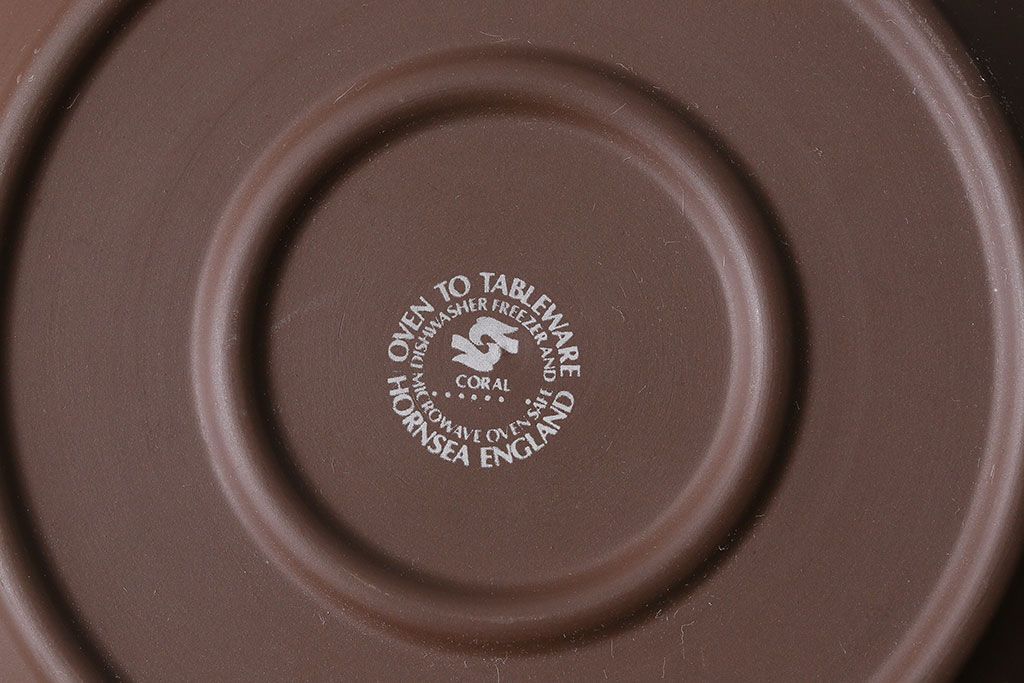 OVEN TO TABLEWARE
HORNSEA ENGLAND
DISHWASHER FREEZER AND
MICROWAVE OVEN SAFE
CORAL